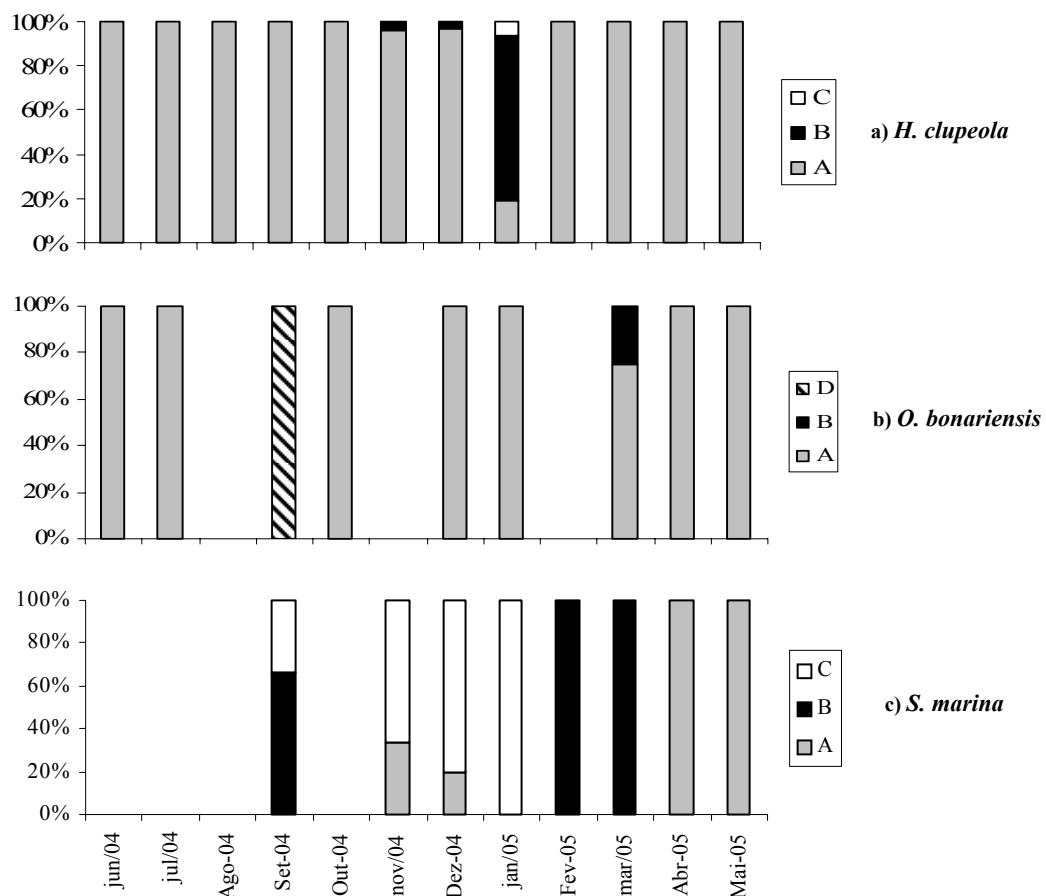 100%
80%
60%
40%
20%
0%
C
B
A
a) H. clupeola
100%
80%
60%
40%
20%
0%
D
B
A
b) O. bonariensis
100%
80%
60%
40%
20%
0%
C
B
A
c) S. marina
jun/04
jul/04
Ago-04
Set-04
Out-04
nov/04
Dez-04
jan/05
Fev-05
mar/05
Abr-05
Mai-05